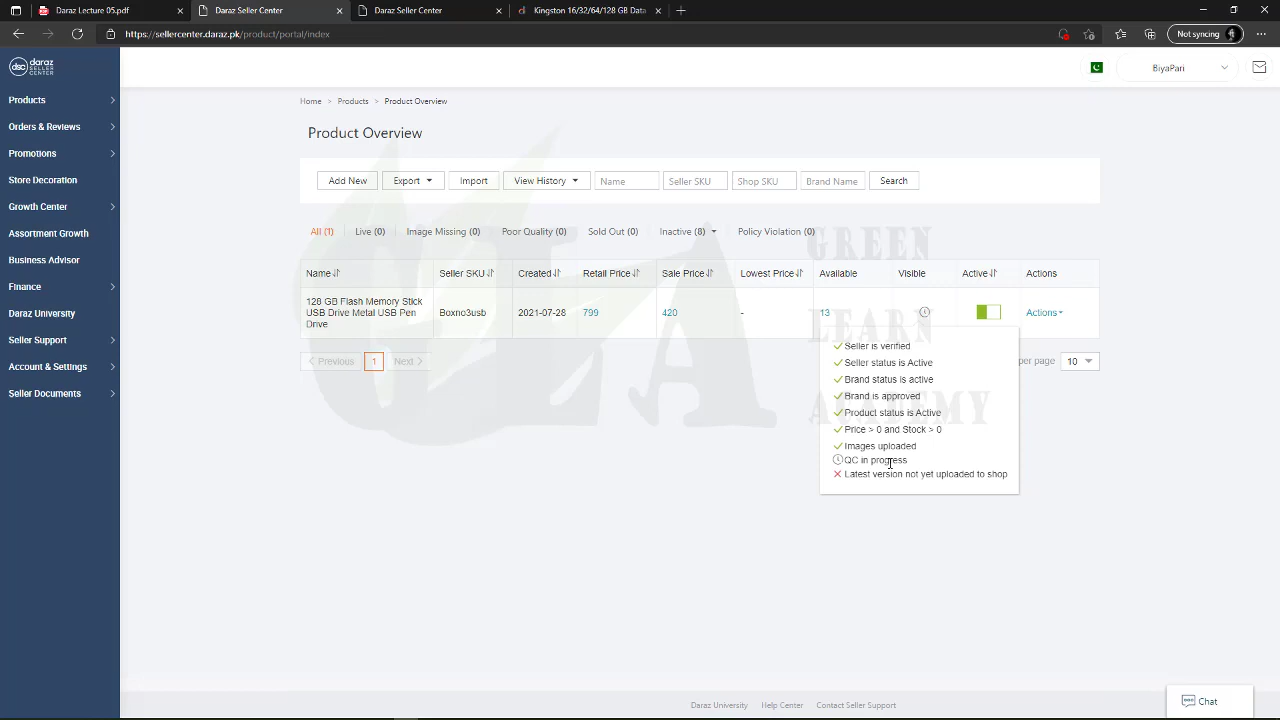 Daraz Lecture 05.pdf
Daraz Seller Center
Daraz Seller Center
Kingston 16/32/64/128 GB Data
https://sellercenter.daraz.pk/product/portal/index
Not syncing
dsc daraz SELLER CENTER
BiyaPari
Products
Orders & Reviews
Promotions
Store Decoration
Growth Center
Assortment Growth
Business Advisor
Finance
Daraz University
Seller Support
Account & Settings
Seller Documents
Home > Products > Product Overview
Product Overview
Add New Export Import View History Name Seller SKU Shop SKU Brand Name Search
All (1) Live (0) Image Missing (0) Poor Quality (0) Sold Out (0) Inactive (8) Policy Violation (0)
Name Seller SKU Created Retail Price Sale Price Lowest Price Available Visible Active Actions
128 GB Flash Memory Stick
USB Drive Metal USB Pen
Drive
Boxno3usb 2021-07-28 799 420 - 13 Actions
< Previous 1 Next > per page 10
Seller is verified
Seller status is Active
Brand status is active
Brand is approved
Product status is Active
Price > 0 and Stock > 0
Images uploaded
QC in progress
Latest version not yet uploaded to shop
GLA
GREEN
LEARN
ACADEMY
Daraz University Help Center Contact Seller Support
Chat